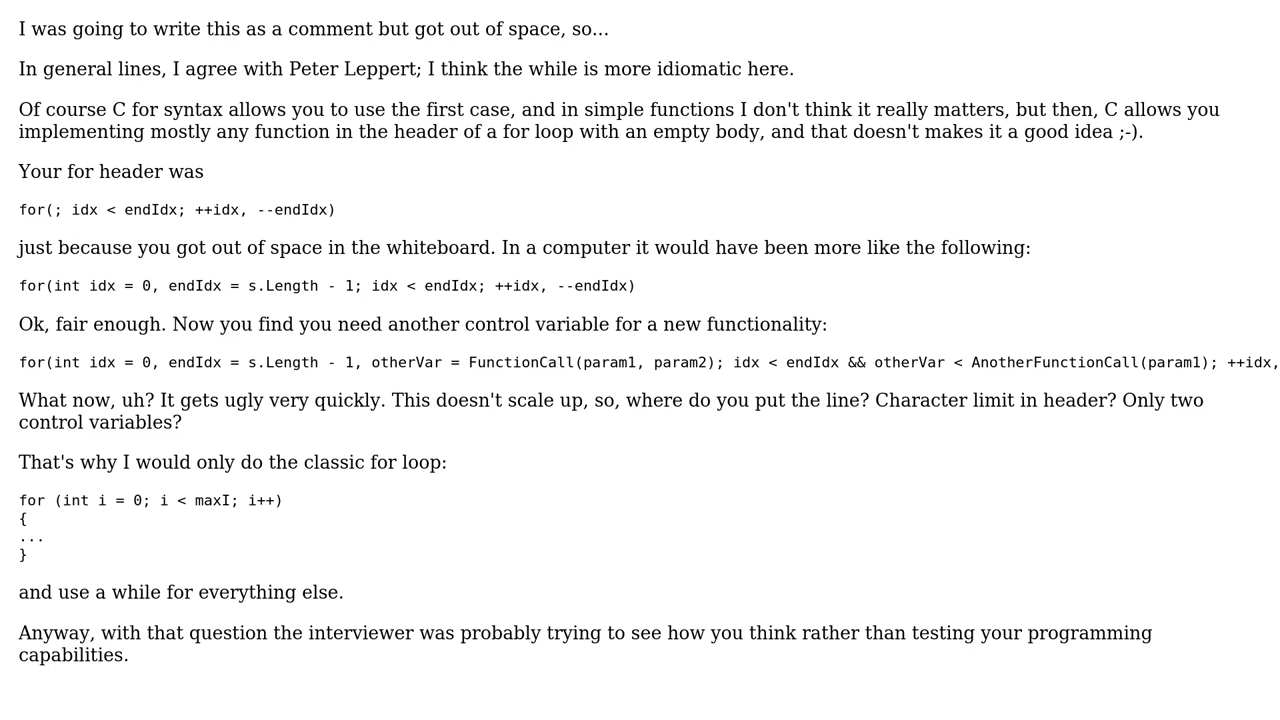 I was going to write this as a comment but got out of space, so...
In general lines, I agree with Peter Leppert; I think the while is more idiomatic here.
Of course C for syntax allows you to use the first case, and in simple functions I don't think it really matters, but then, C allows you
implementing mostly any function in the header of a for loop with an empty body, and that doesn't makes it a good idea ;-).
Your for header was
for(; idx < endIdx; ++idx, --endIdx)
just because you got out of space in the whiteboard. In a computer it would have been more like the following:
for(int idx = 0, endIdx = s.Length - 1; idx < endIdx; ++idx, --endIdx)
Ok, fair enough. Now you find you need another control variable for a new functionality:
for(int idx = 0, endIdx = s.Length - 1, otherVar = FunctionCall(param1, param2); idx < endIdx && otherVar < AnotherFunctionCall(param1); ++idx,
What now, uh? It gets ugly very quickly. This doesn't scale up, so, where do you put the line? Character limit in header? Only two
control variables?
That's why I would only do the classic for loop:
for (int i = 0; i < maxI; i++)
{
...
}
and use a while for everything else.
Anyway, with that question the interviewer was probably trying to see how you think rather than testing your programming
capabilities.